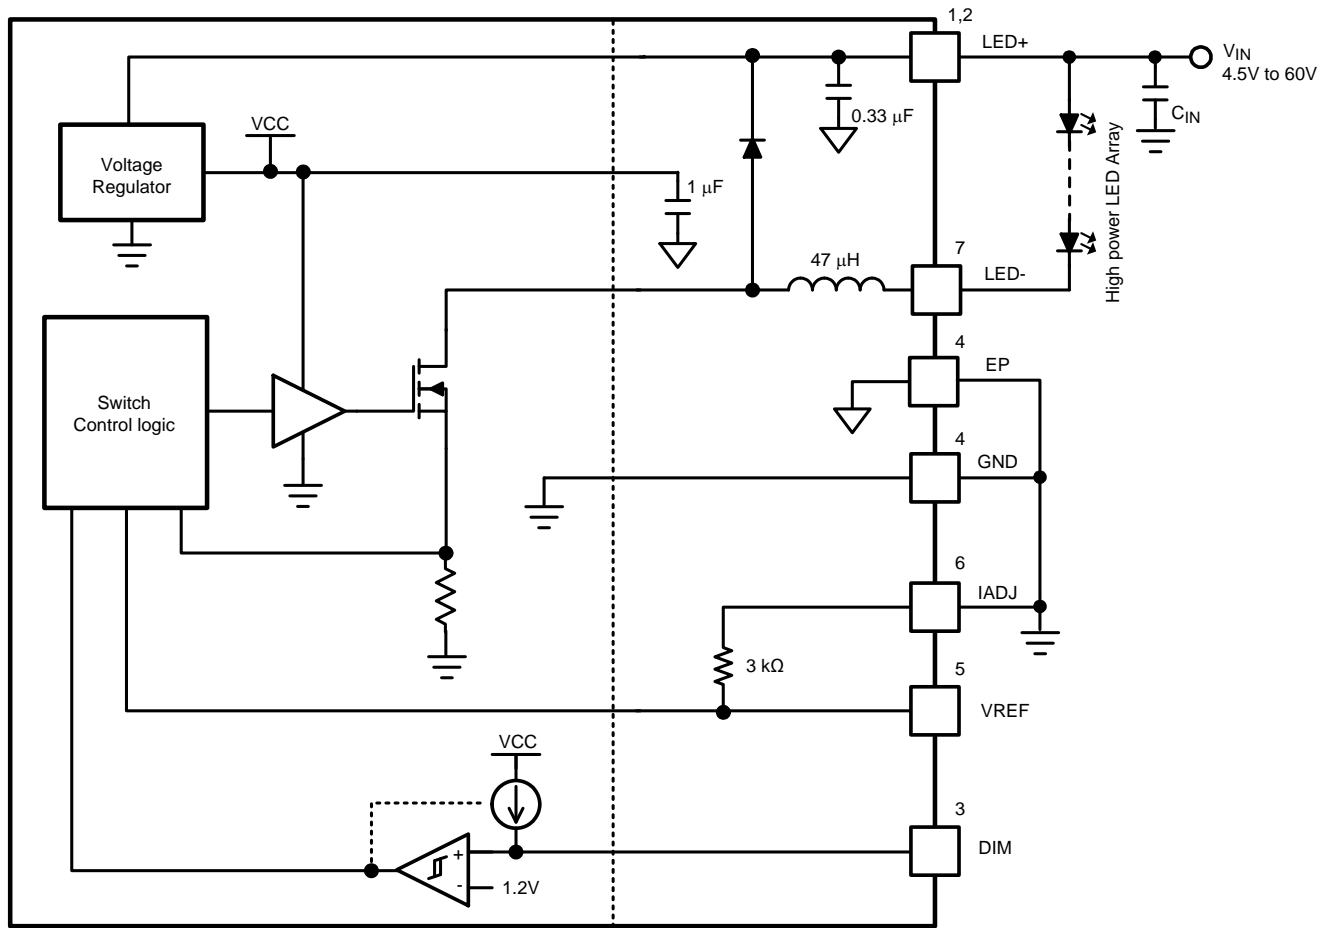 1,2
LED+
VIN
4.5V to 60V
CIN
0.33 μF
VCC
Voltage
Regulator
1 μF
High power LED Array
7
47 μH
LED-
4
EP
Switch
Control logic
4
GND
6
IADJ
3 kΩ
5
VREF
VCC
3
DIM
+
-
1.2V